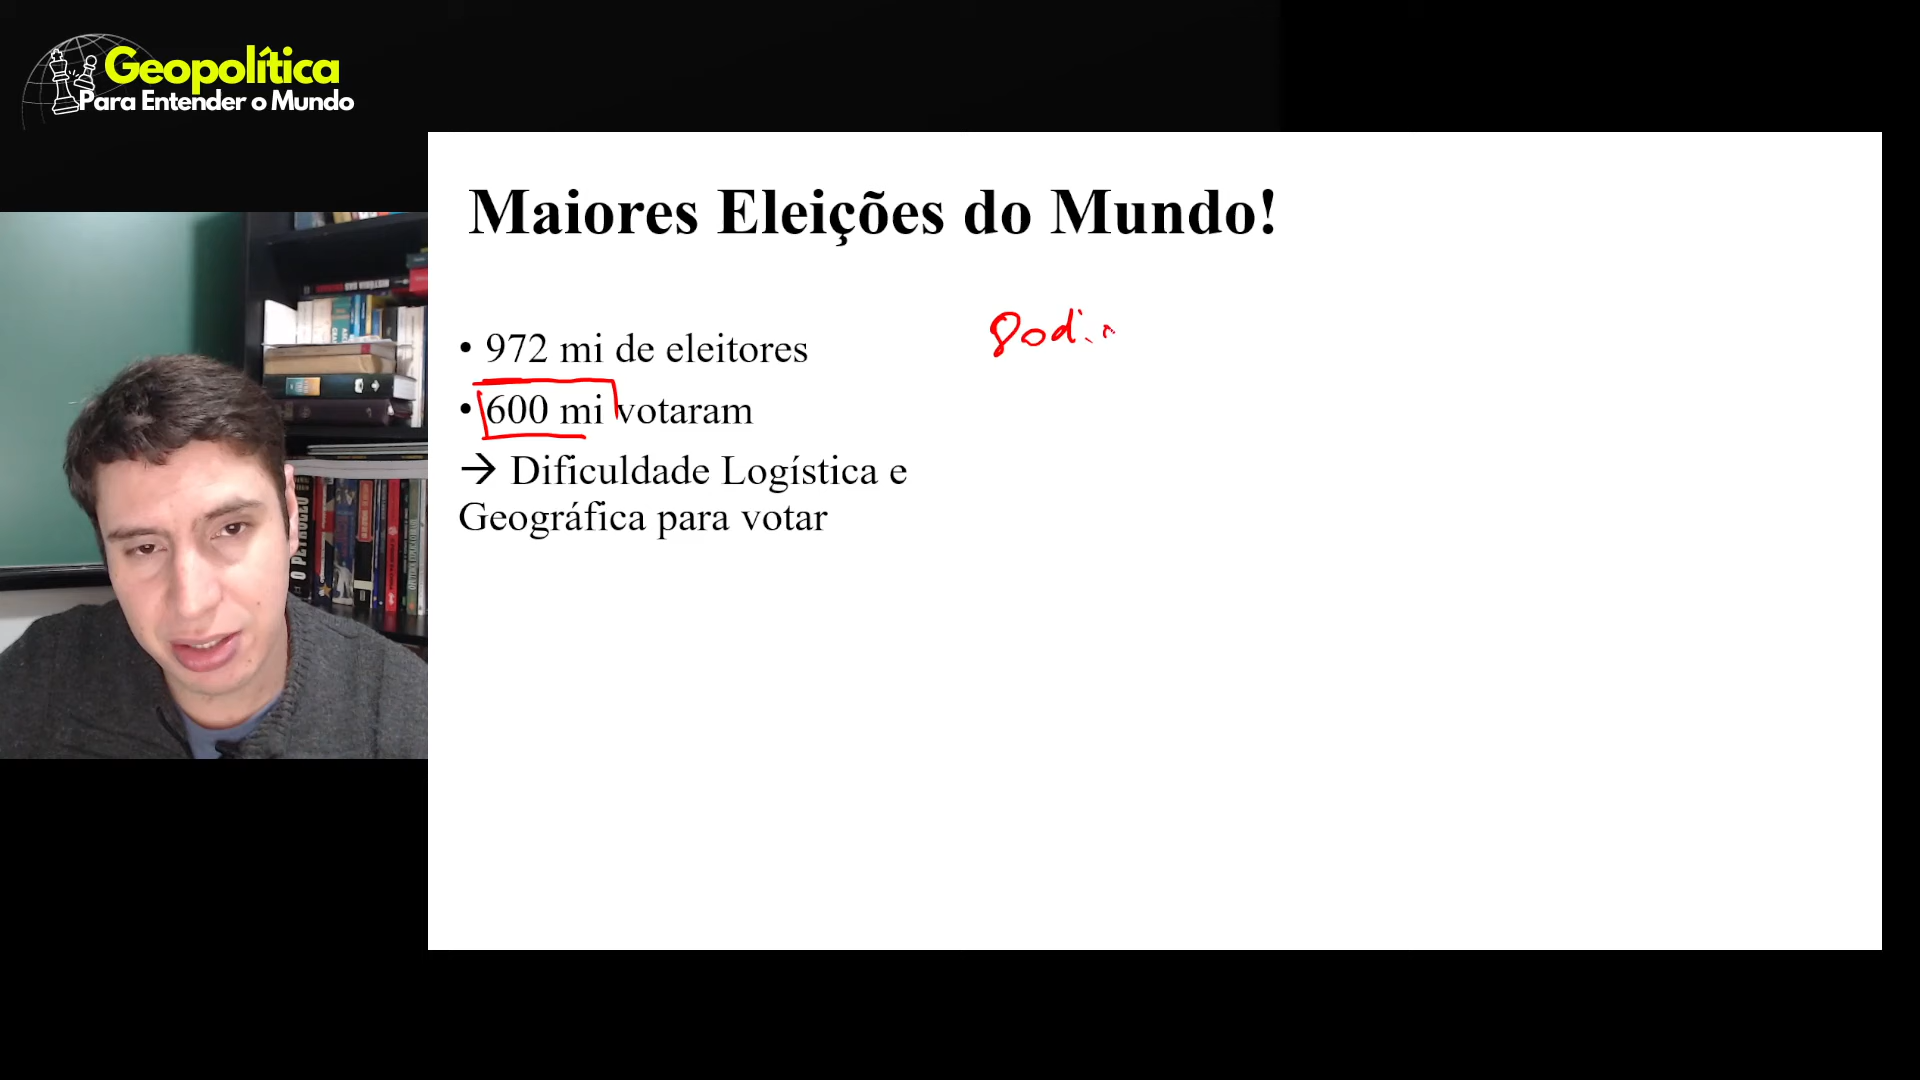 Geopolítica
Para Entender o Mundo
Maiores Eleições do Mundo!
• 972 mi de eleitores
• 600 mi votaram
→ Dificuldade Logística e
Geográfica para votar
O PETRÓLEO